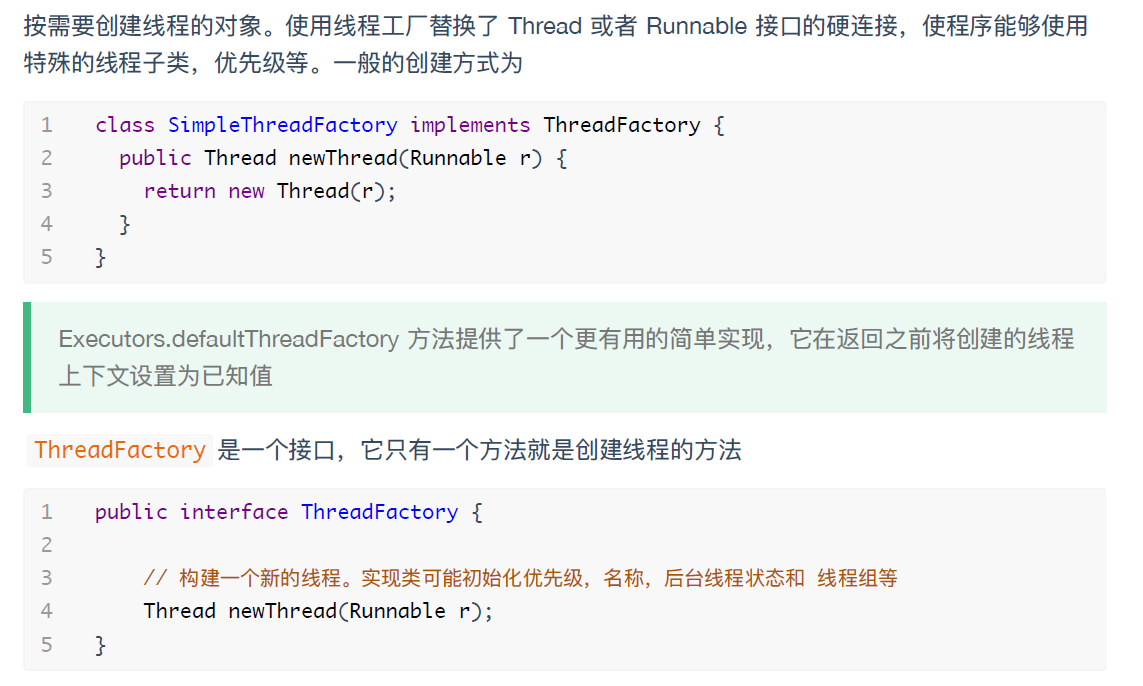 按需要创建线程的对象。使用线程工厂替换了 Thread 或者 Runnable 接口的硬连接，使程序能够使用
特殊的线程子类，优先级等。一般的创建方式为
1 class SimpleThreadFactory implements ThreadFactory {
2 public Thread newThread(Runnable r) {
3 return new Thread(r);
4 }
5 }
Executors.defaultThreadFactory 方法提供了一个更有用的简单实现，它在返回之前将创建的线程
上下文设置为已知值
ThreadFactory 是一个接口，它只有一个方法就是创建线程的方法
1 public interface ThreadFactory {
2
3 // 构建一个新的线程。实现类可能初始化优先级，名称，后台线程状态和 线程组等
4 Thread newThread(Runnable r);
5 }